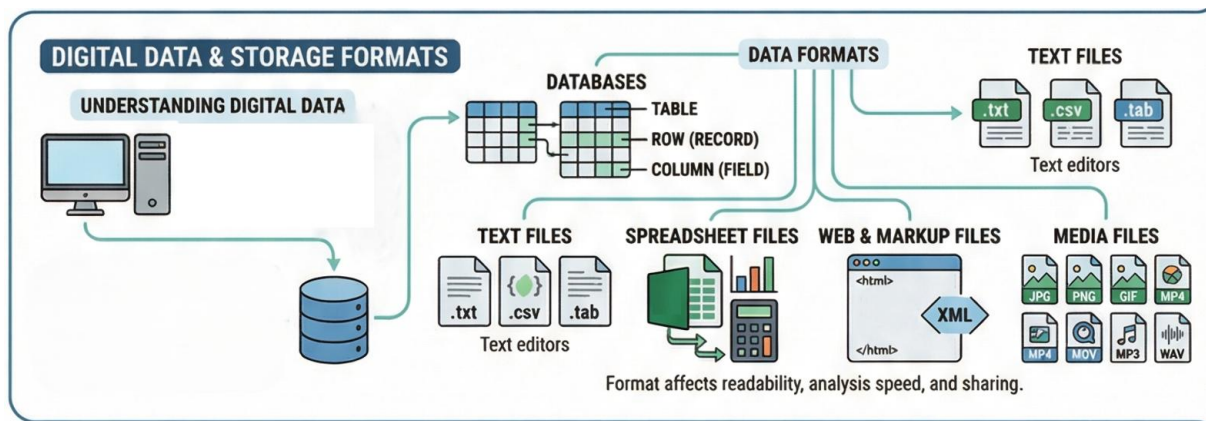 DIGITAL DATA & STORAGE FORMATS
UNDERSTANDING DIGITAL DATA
DATABASES
TABLE
ROW (RECORD)
COLUMN (FIELD)
DATA FORMATS
TEXT FILES
.txt
.csv
.tab
Text editors
TEXT FILES
.txt
.csv
.tab
Text editors
SPREADSHEET FILES
WEB & MARKUP FILES
<html>
XML
</html>
MEDIA FILES
JPG
PNG
GIF
MP4
MP4
MOV
MP3
WAV
Format affects readability, analysis speed, and sharing.